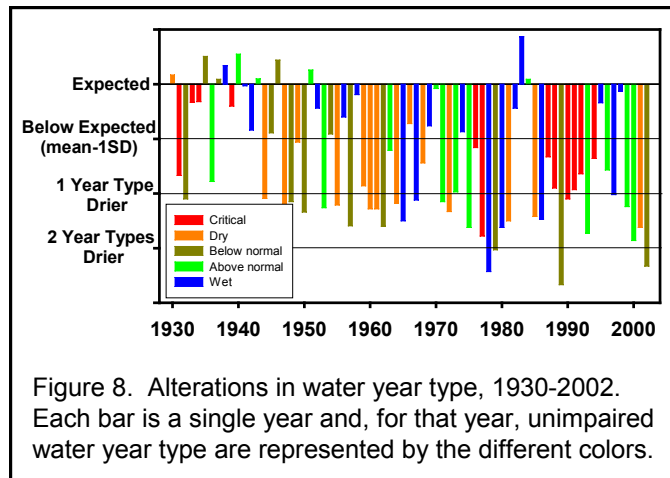 Expected
Below Expected
(mean-1SD)
1 Year Type
Drier
2 Year Types
Drier
Critical
Dry
Below normal
Above normal
Wet
1930 1940 1950 1960 1970 1980 1990 2000
Figure 8. Alterations in water year type, 1930-2002.
Each bar is a single year and, for that year, unimpaired
water year type are represented by the different colors.